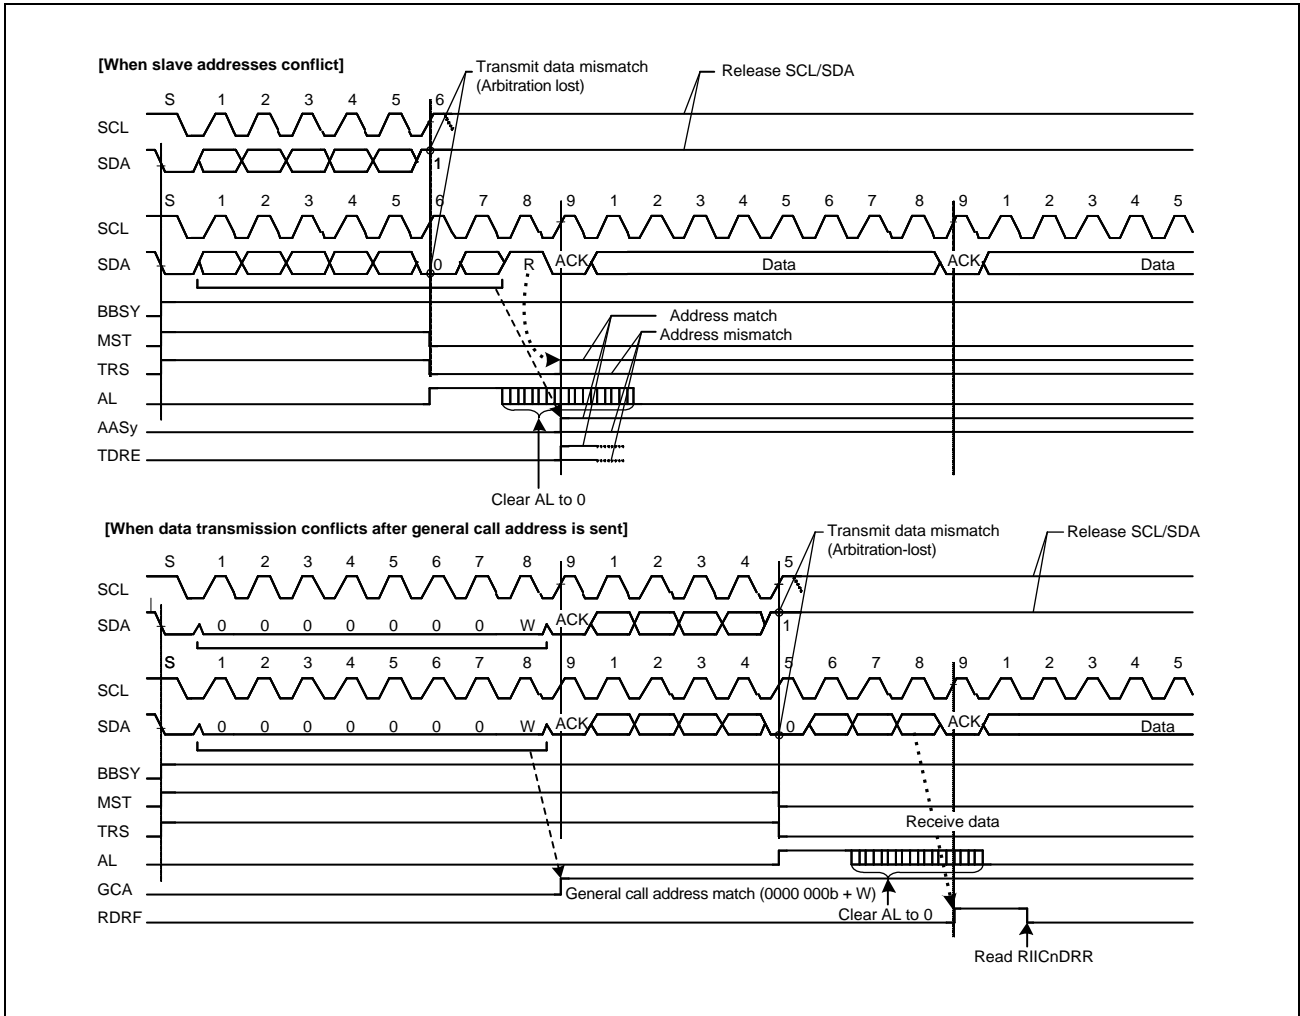 [When slave addresses conflict]
Transmit data mismatch
(Arbitration lost)
Release SCL/SDA
S 1 2 3 4 5 6
SCL
SDA 1
S 1 2 3 4 5 6 7 8 9 1 2 3 4 5 6 7 8 9 1 2 3 4 5
SCL
SDA 0 R ACK Data ACK Data
BBSY
Address match
MST
Address mismatch
TRS
AL
AASy
TDRE
Clear AL to 0
[When data transmission conflicts after general call address is sent]
Transmit data mismatch
(Arbitration-lost)
Release SCL/SDA
S 1 2 3 4 5 6 7 8 9 1 2 3 4 5
SCL
SDA 0 0 0 0 0 0 0 W ACK 1
S 1 2 3 4 5 6 7 8 9 1 2 3 4 5 6 7 8 9 1 2 3 4 5
SCL
SDA 0 0 0 0 0 0 0 W ACK 0 ACK Data
BBSY
MST
TRS Receive data
AL
GCA General call address match (0000 000b + W)
RDRF Clear AL to 0
Read RIICnDRR